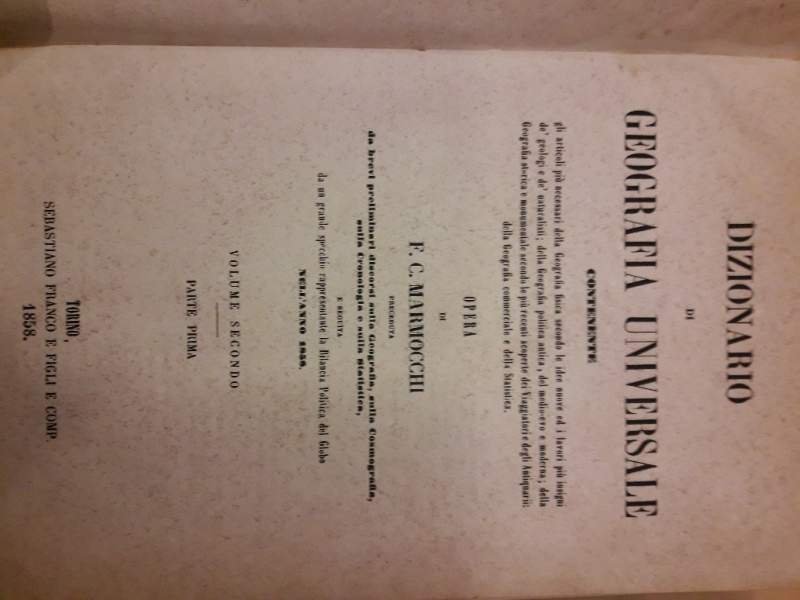 DIZIONARIO
DI
GEOGRAFIA UNIVERSALE
CONTENENTE
gli articoli più necessari della Geografia fisica secondo le idee nuove ed i lavori più insigni
de' geologi e de' naturalisti; della Geografia politica antica, del medio-evo e moderna; della
Geografia storica e monumentale secondo le più recenti scoperte dei Viaggiatori e degli Antiquarii:
della Geografia commerciale e della Statistica.
OPERA
DI
F. C. MARMOCCHI
PRECEDUTA
da brevi preliminari discorsi sulla Geografia, sulla Cosmografia,
sulla Cronologia e sulla Statistica,
E SEGUITA
da un grande specchio rappresentante la Bilancia Politica del Globo
NELL'ANNO
VOLUME SECONDO
PARTE PRIMA
TORINO,
SEBASTIANO FRANCO E FIGLI E COMP.
1858.